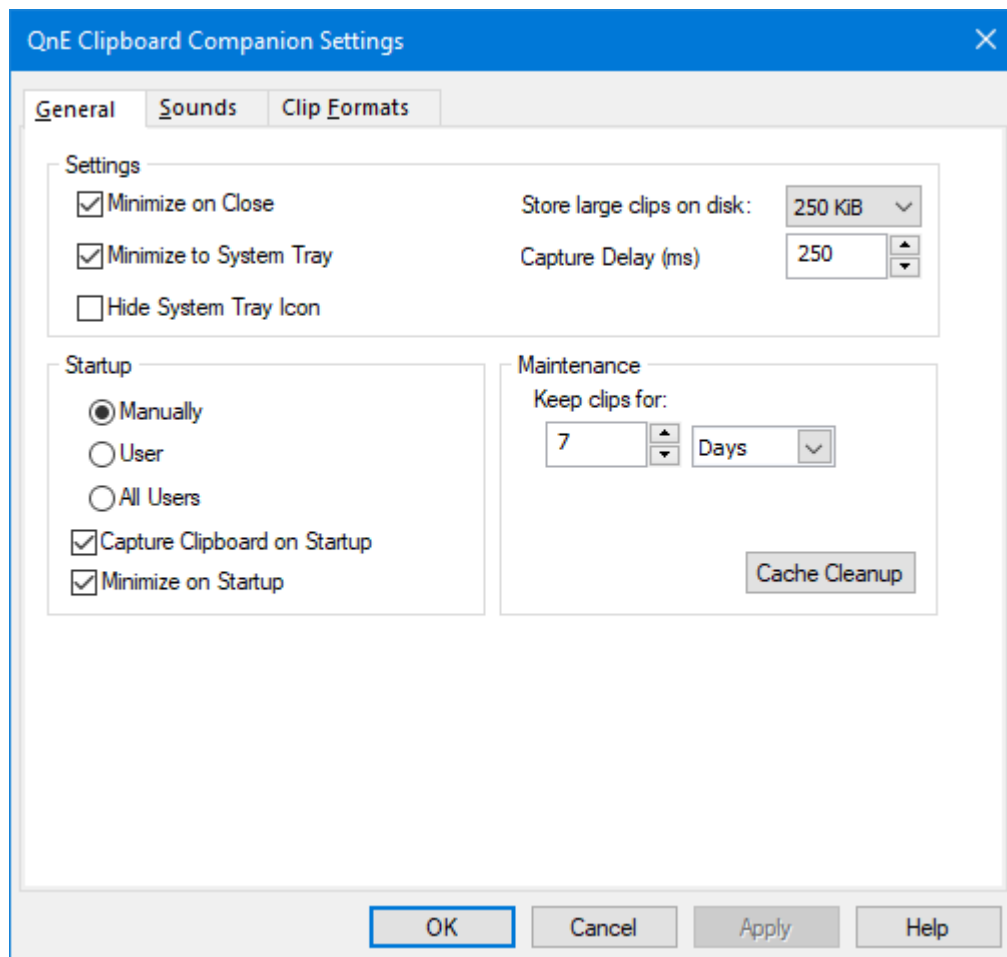 QnE Clipboard Companion Settings
General Sounds Clip Formats
Settings
Minimize on Close
Store large clips on disk: 250 KiB
Minimize to System Tray
Capture Delay (ms) 250
Hide System Tray Icon
Startup
Manually
User
All Users
Capture Clipboard on Startup
Minimize on Startup
Maintenance
Keep clips for:
7 Days
Cache Cleanup
OK Cancel Apply Help